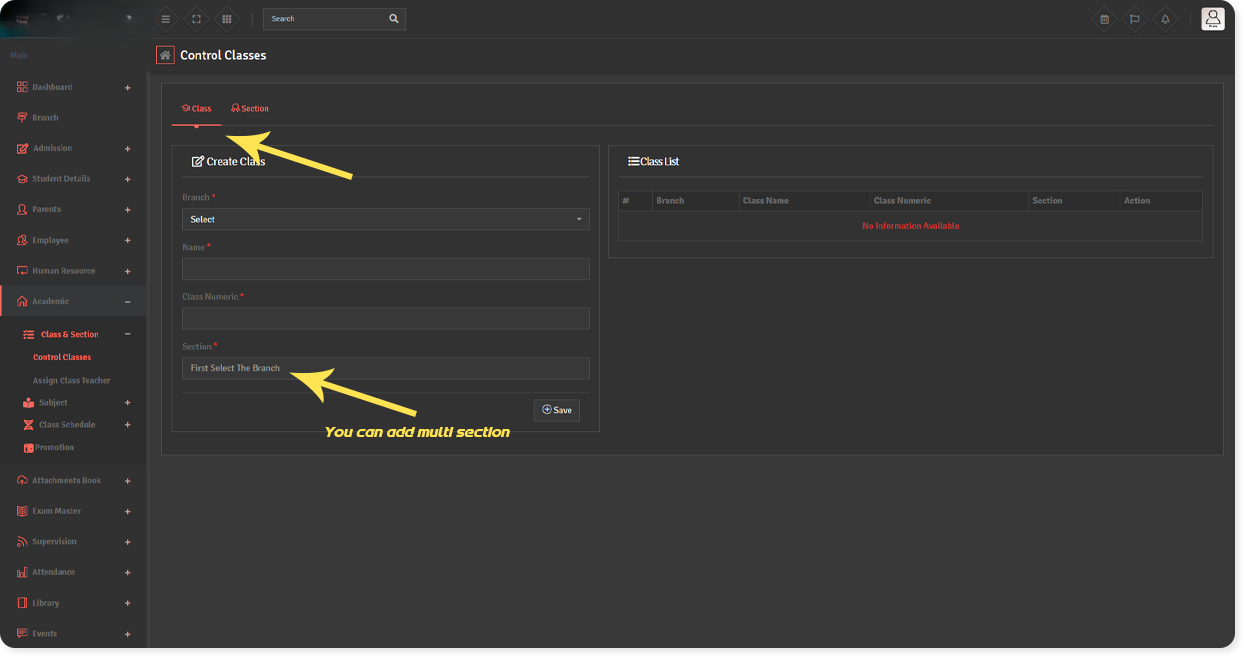 Search
Main
Control Classes
Dashboard
Branch
Admission
Student Details
Parents
Employee
Human Resource
Academic
Class & Section
Control Classes
Assign Class Teacher
Subject
Class Schedule
Promotion
Attachments Book
Exam Master
Supervision
Attendance
Library
Events
Class Section
Create Class
Branch *
Select
Name *
Class Numeric *
Section *
First Select The Branch
Save
You can add multi section
Class List
# Branch Class Name Class Numeric Section Action
No Information Available